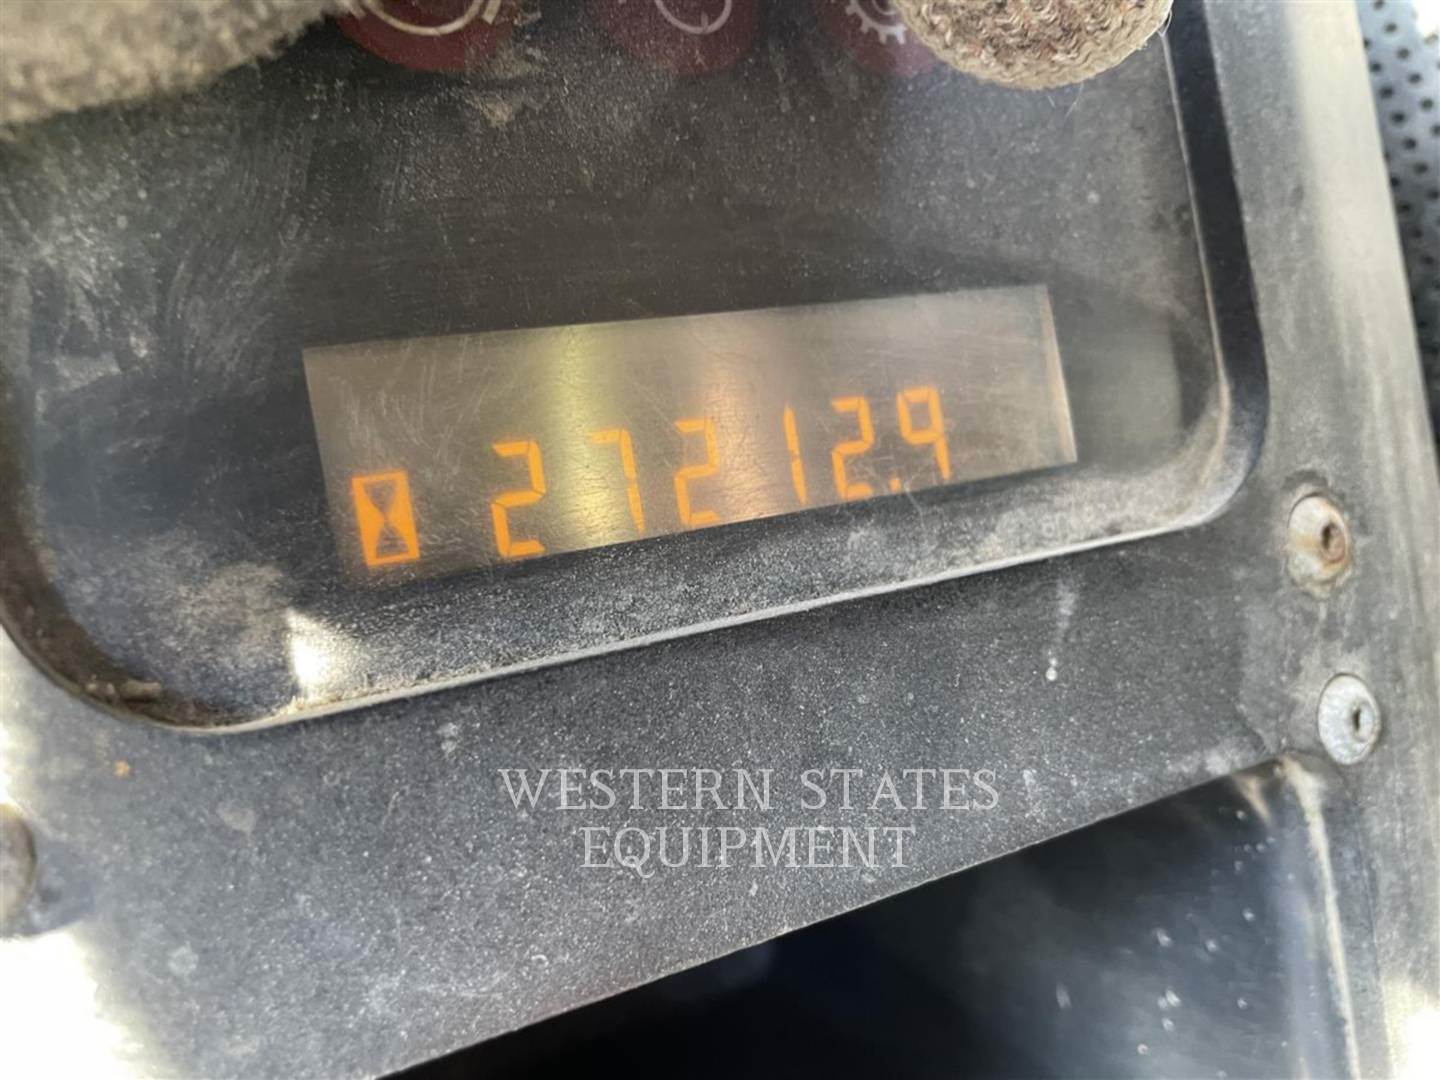 27212.9
WESTERN STATES
EQUIPMENT